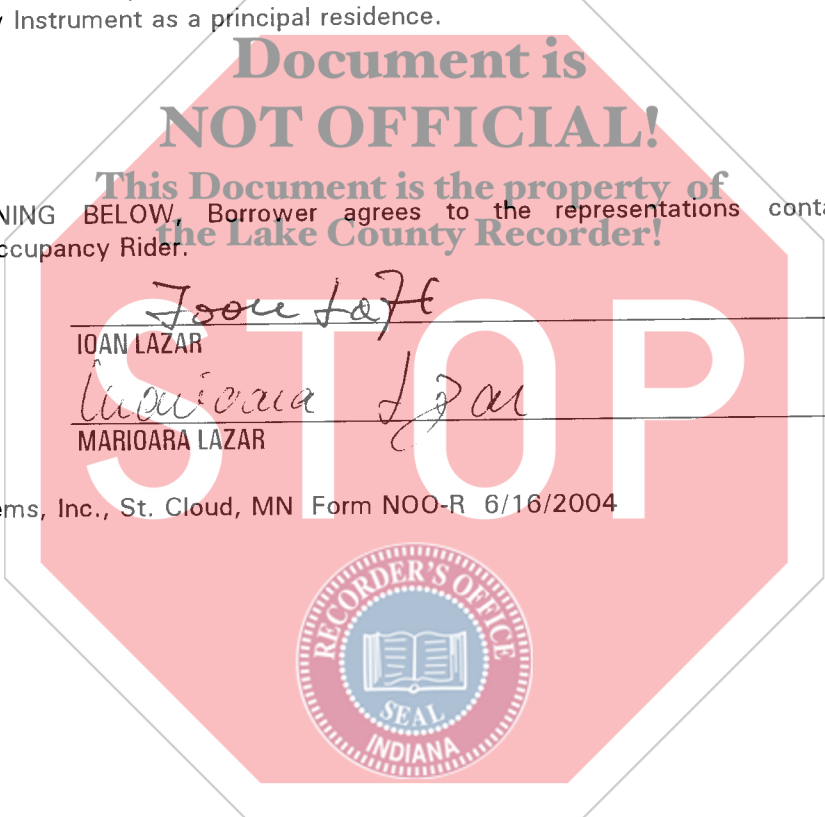 Instrument as a principal residence.
Document is
NOT OFFICIAL!
This Document is the property of
the Lake County Recorder!
NING BELOW, Borrower agrees to the representations conta
ccupancy Rider.
IOAN LAZAR
Marioara Lazar
MARIOARA LAZAR
ems, Inc., St. Cloud, MN Form NOO-R 6/16/2004
STOP
RECORDER'S OFFICE
SEAL
INDIANA